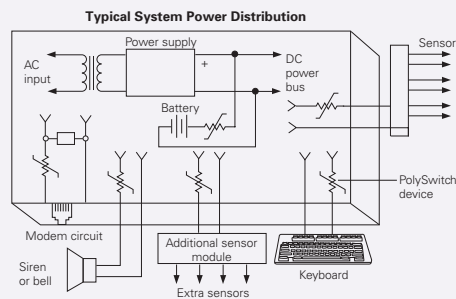 Typical System Power Distribution
Power supply
Sensor
AC
input
+
DC
power
bus
Battery
PolySwitch
device
Modem circuit
Siren
or bell
Additional sensor
module
Keyboard
Extra sensors